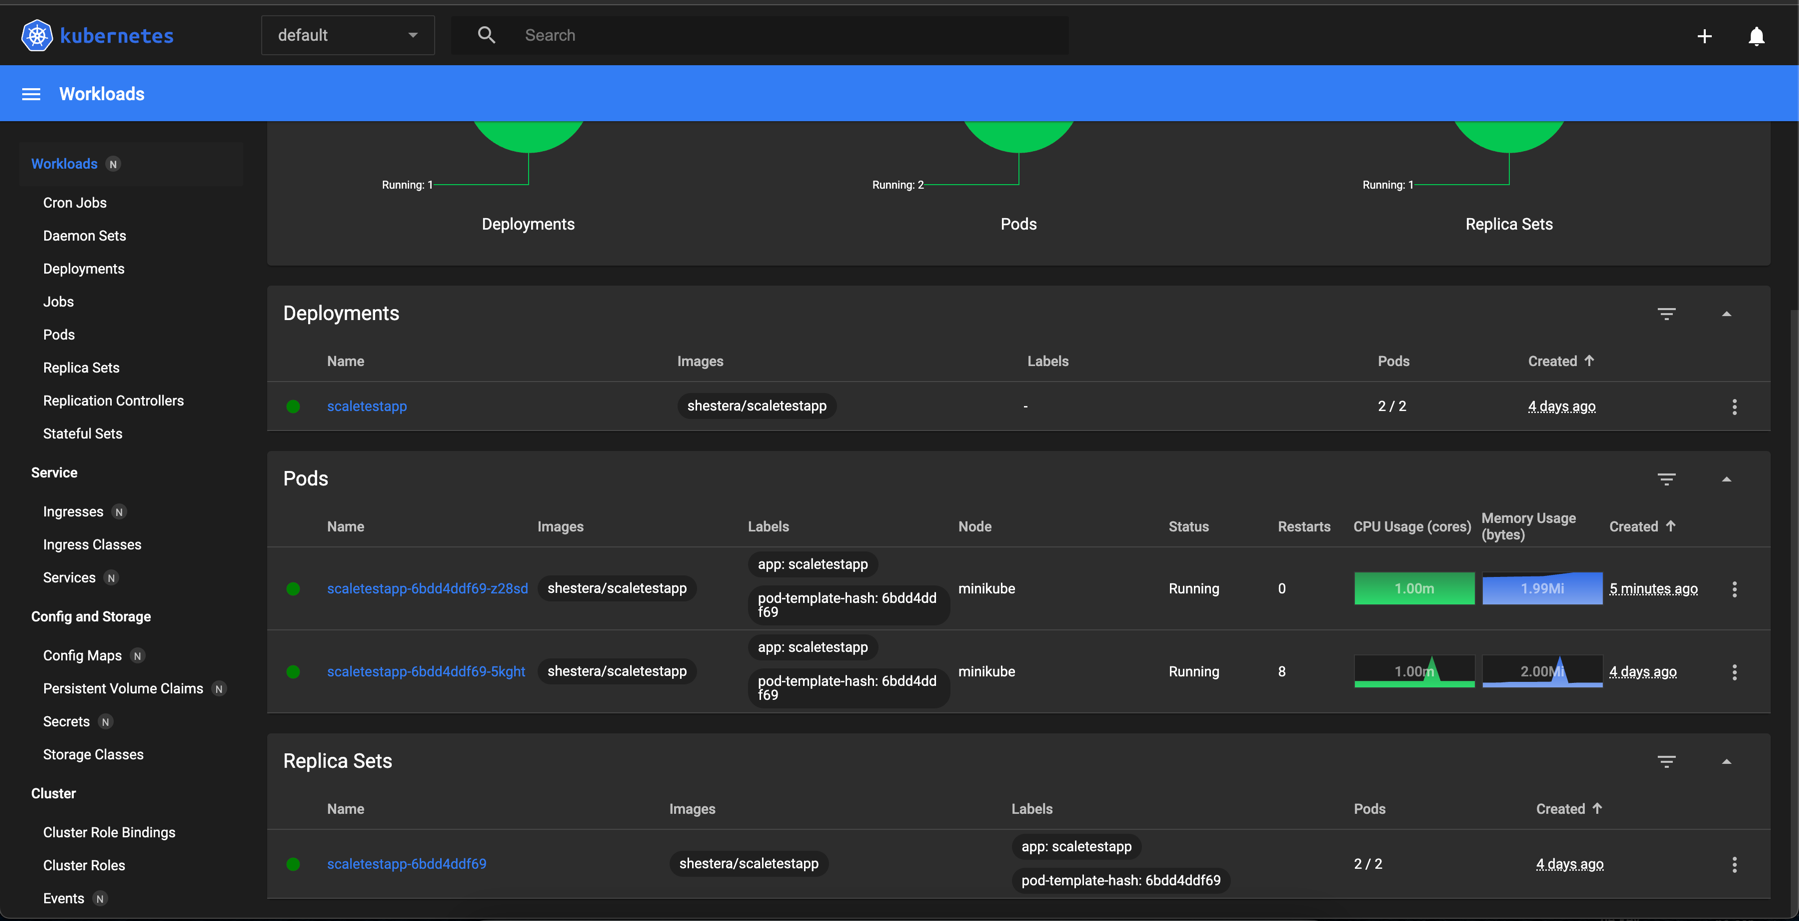 kubernetes
default
Search
Workloads
Workloads N
Cron Jobs
Daemon Sets
Deployments
Jobs
Pods
Replica Sets
Replication Controllers
Stateful Sets
Service
Ingresses N
Ingress Classes
Services N
Config and Storage
Config Maps N
Persistent Volume Claims N
Secrets N
Storage Classes
Cluster
Cluster Role Bindings
Cluster Roles
Events N
Running: 1
Deployments
Running: 2
Pods
Running: 1
Replica Sets
Deployments
Name Images Labels Pods Created
scaletestapp shestera/scaletestapp - 2 / 2 4 days ago
Pods
Name Images Labels Node Status Restarts CPU Usage (cores) Memory Usage
(bytes) Created
app: scaletestapp
scaletestapp-6bdd4ddf69-z28sd shestera/scaletestapp minikube Running 0 1.00m 1.99Mi 5 minutes ago
pod-template-hash: 6bdd4dd
f69
app: scaletestapp
scaletestapp-6bdd4ddf69-5kght shestera/scaletestapp minikube Running 8 1.00m 2.00Mi 4 days ago
pod-template-hash: 6bdd4dd
f69
Replica Sets
Name Images Labels Pods Created
app: scaletestapp
scaletestapp-6bdd4ddf69 shestera/scaletestapp 2 / 2 4 days ago
pod-template-hash: 6bdd4ddf69